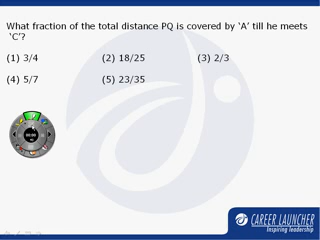 What fraction of the total distance PQ is covered by ‘A’ till he meets
‘C’?
(1) 3/4 (2) 18/25 (3) 2/3
(4) 5/7 (5) 23/35
CAREER LAUNCHER
Inspiring leadership